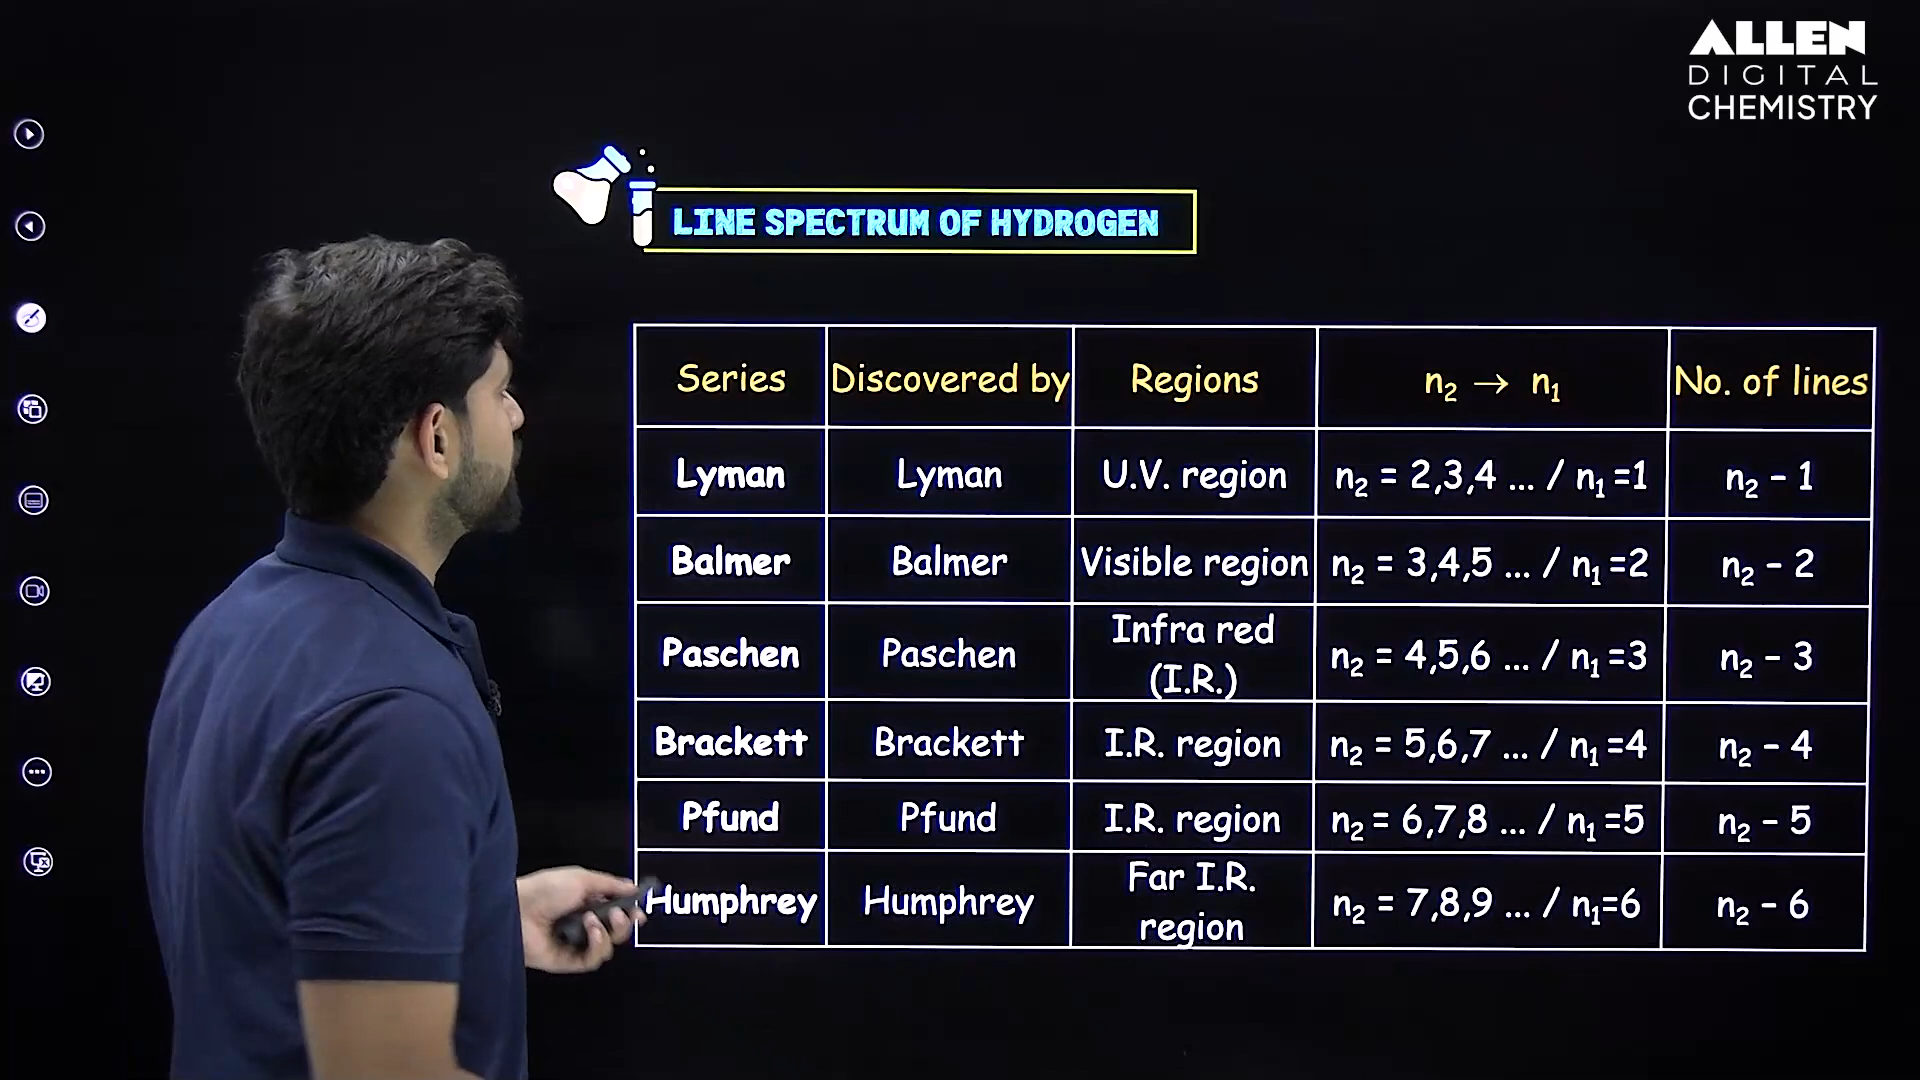 ALLEN
DIGITAL
CHEMISTRY
LINE SPECTRUM OF HYDROGEN
Series Discovered by Regions n₂ → n₁ No. of lines
Lyman Lyman U.V. region n₂ = 2,3,4 ... / n₁ =1 n₂ – 1
Balmer Balmer Visible region n₂ = 3,4,5 ... / n₁ =2 n₂ – 2
Paschen Paschen Infra red (I.R.) n₂ = 4,5,6 ... / n₁ =3 n₂ – 3
Brackett Brackett I.R. region n₂ = 5,6,7 ... / n₁ =4 n₂ – 4
Pfund Pfund I.R. region n₂ = 6,7,8 ... / n₁ =5 n₂ – 5
Humphrey Humphrey Far I.R. region n₂ = 7,8,9 ... / n₁=6 n₂ – 6